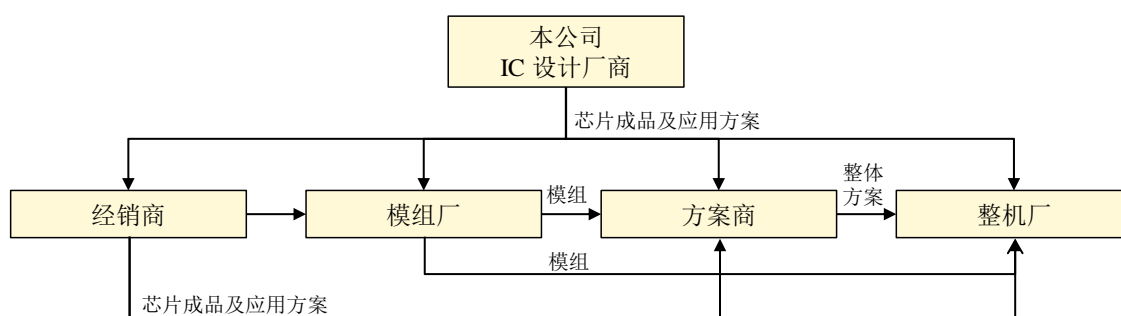 本公司
IC 设计厂商
芯片成品及应用方案
经销商
模组厂
模组
方案商
整体
方案
整机厂
模组
芯片成品及应用方案